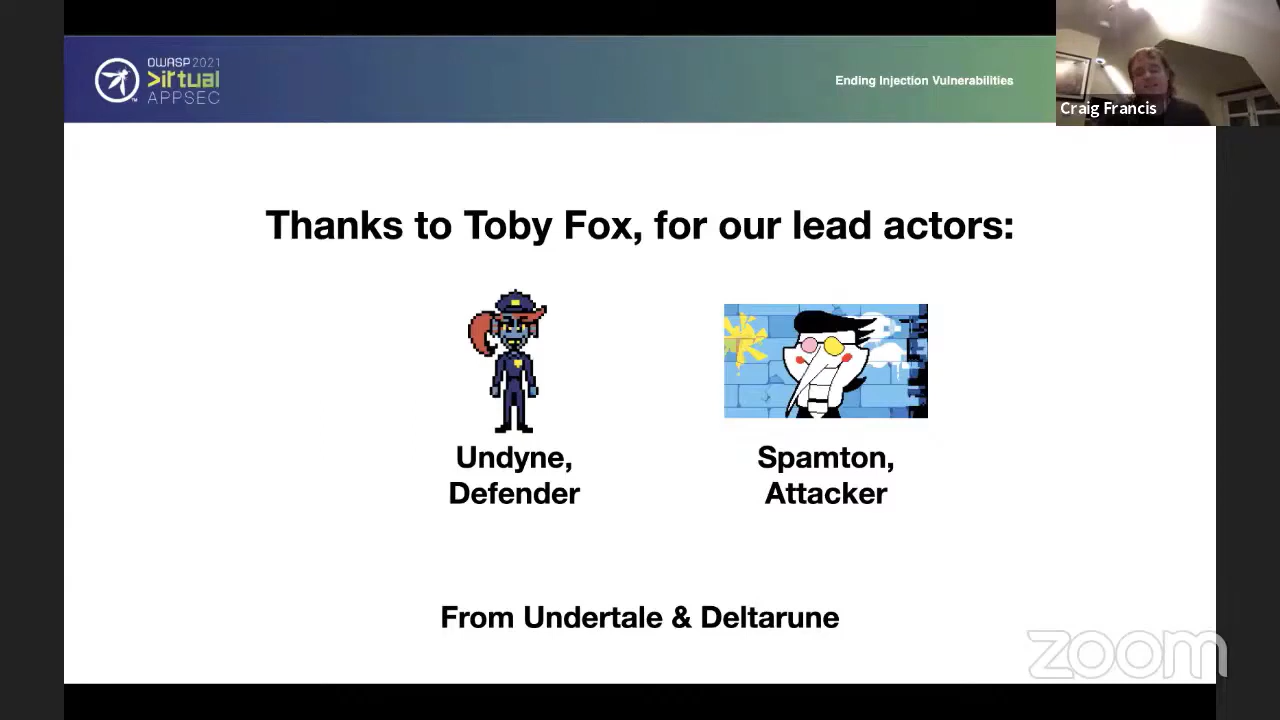 OWASP 2021
>irtual
APPSEC
Ending Injection Vulnerabilities
Craig Francis
Thanks to Toby Fox, for our lead actors:
Undyne,
Defender
Spamton,
Attacker
From Undertale & Deltarune
zoom